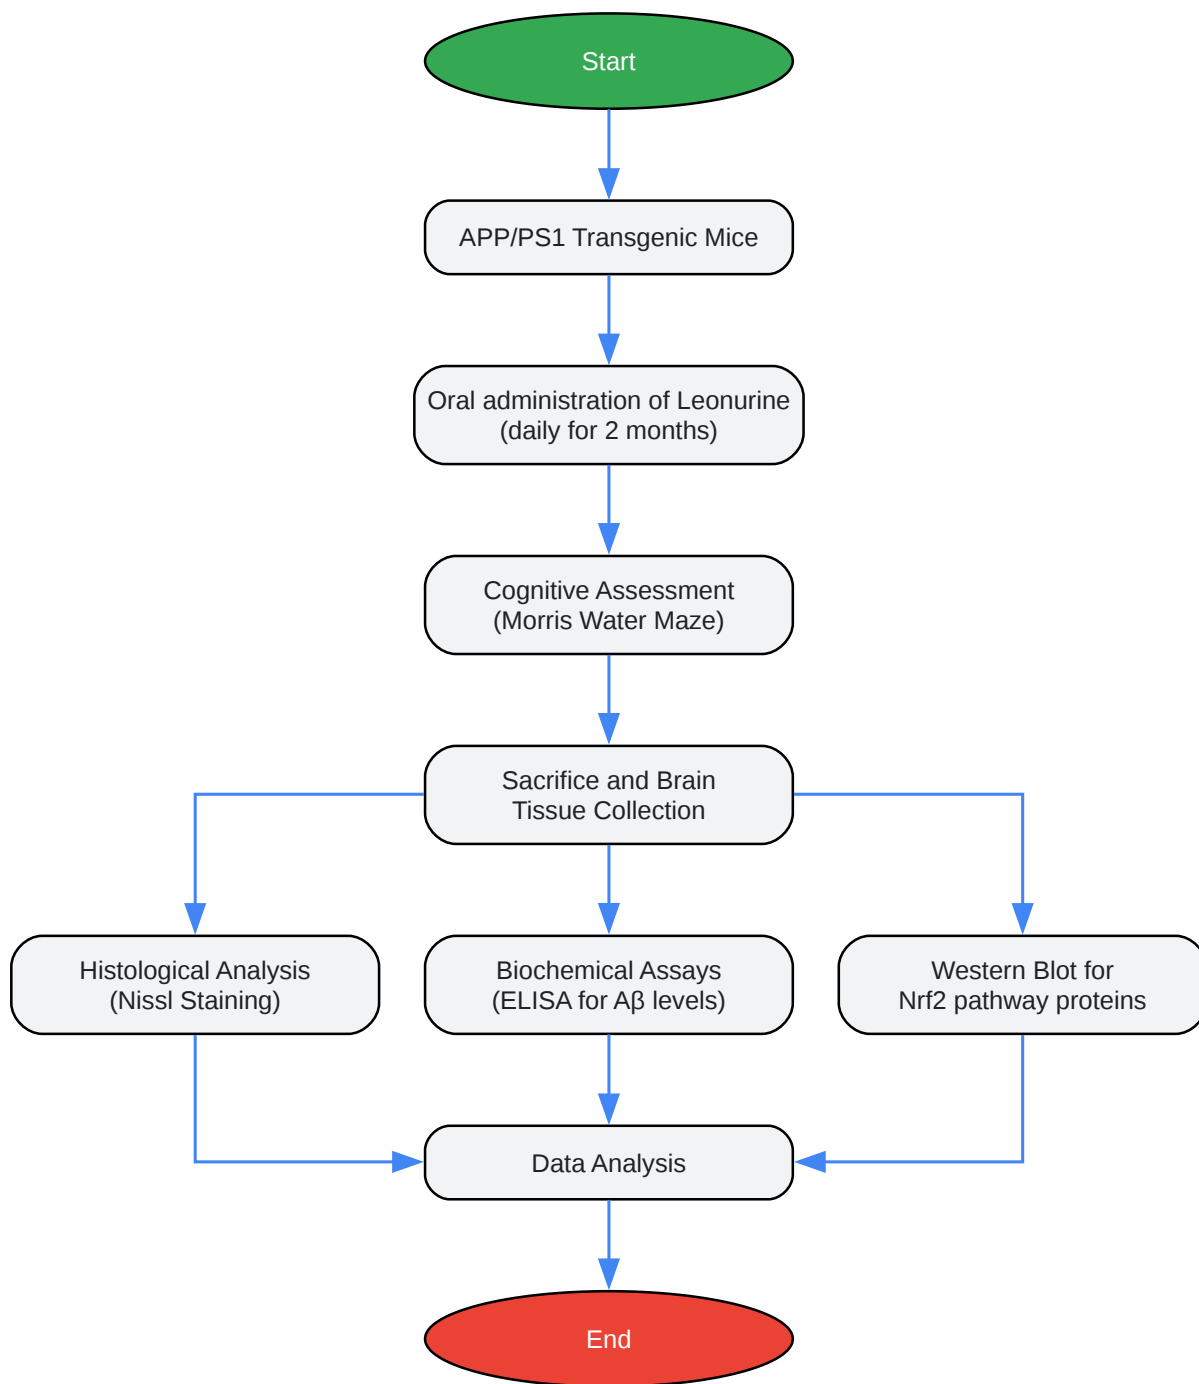 Start
APP/PS1 Transgenic Mice
Oral administration of Leonurine
(daily for 2 months)
Cognitive Assessment
(Morris Water Maze)
Sacrifice and Brain
Tissue Collection
Histological Analysis
(Nissl Staining)
Biochemical Assays
(ELISA for Aβ levels)
Western Blot for
Nrf2 pathway proteins
Data Analysis
End